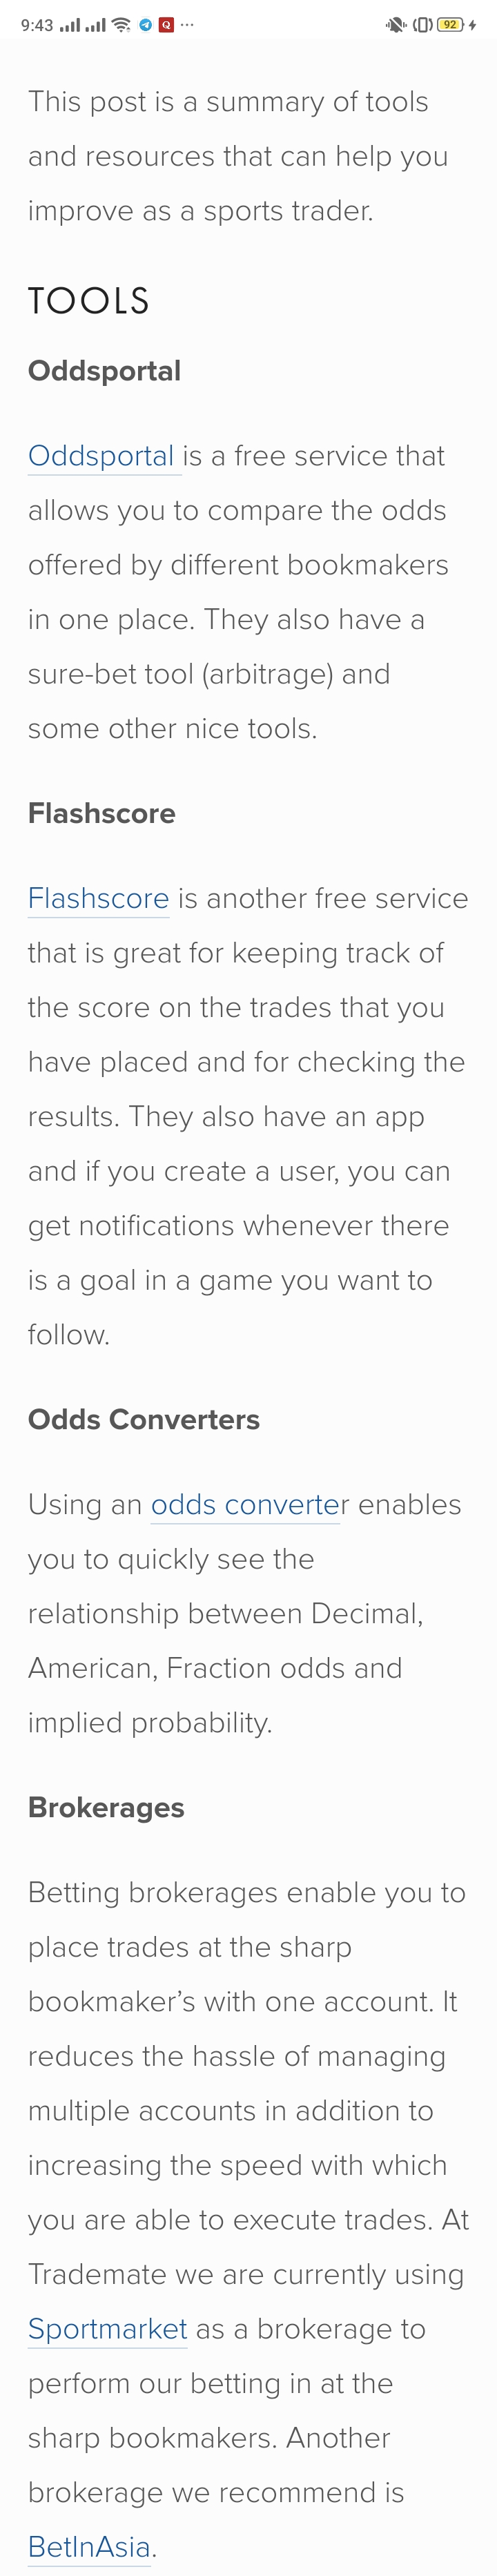 9:43
Q
92
This post is a summary of tools
and resources that can help you
improve as a sports trader.
TOOLS
Oddsportal
Oddsportal is a free service that
allows you to compare the odds
offered by different bookmakers
in one place. They also have a
sure-bet tool (arbitrage) and
some other nice tools.
Flashscore
Flashscore is another free service
that is great for keeping track of
the score on the trades that you
have placed and for checking the
results. They also have an app
and if you create a user, you can
get notifications whenever there
is a goal in a game you want to
follow.
Odds Converters
Using an odds converter enables
you to quickly see the
relationship between Decimal,
American, Fraction odds and
implied probability.
Brokerages
Betting brokerages enable you to
place trades at the sharp
bookmaker’s with one account. It
reduces the hassle of managing
multiple accounts in addition to
increasing the speed with which
you are able to execute trades. At
Trademate we are currently using
Sportmarket as a brokerage to
perform our betting in at the
sharp bookmakers. Another
brokerage we recommend is
BetInAsia.